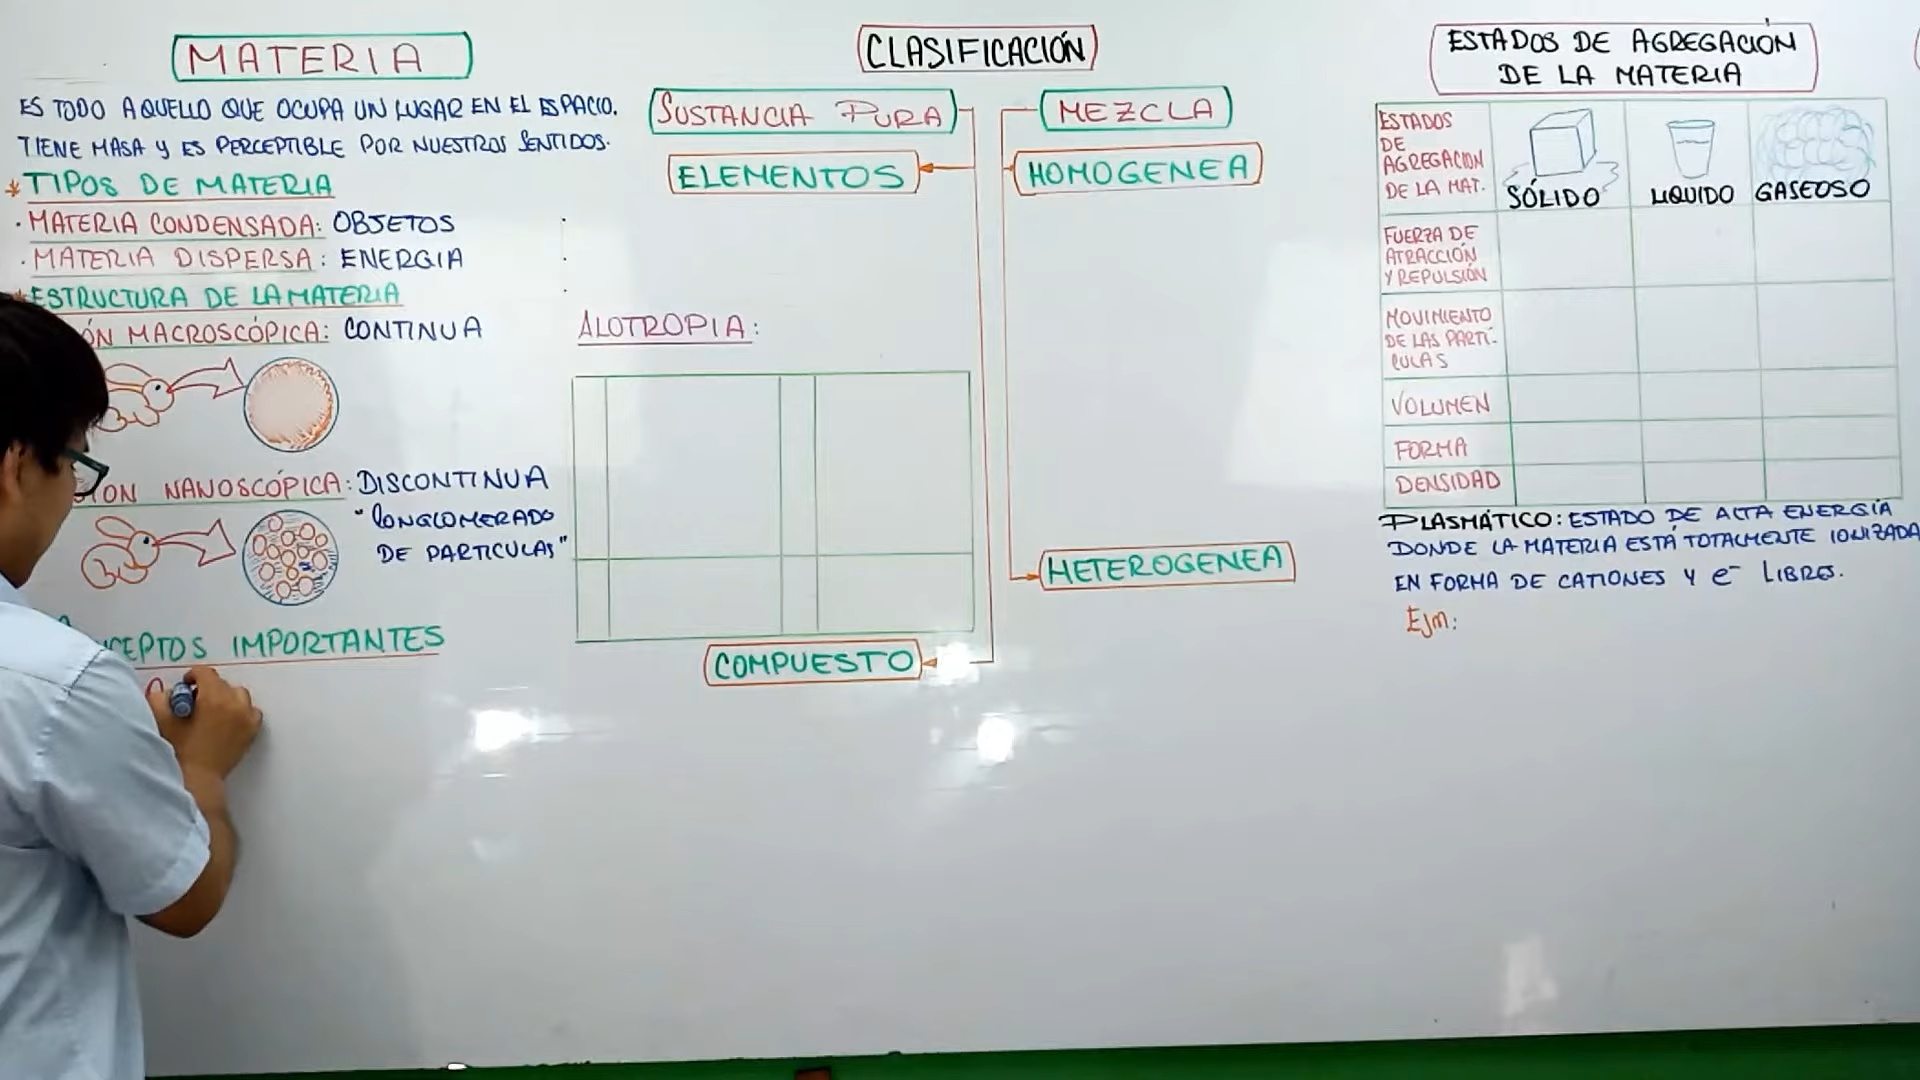 MATERIA
ES TODO AQUELLO QUE OCUPA UN LUGAR EN EL ESPACIO.
TIENE MASA Y ES PERCEPTIBLE POR NUESTROS SENTIDOS.
*TIPOS DE MATERIA
· MATERIA CONDENSADA: OBJETOS
· MATERIA DISPERSA: ENERGIA
*ESTRUCTURA DE LA MATERIA
MACROSCÓPICA: CONTINUA
NANOSCÓPICA: DISCONTINUA
"CONGLOMERADO
DE PARTICULAS"
IMPORTANTES
CLASIFICACIÓN
SUSTANCIA PURA
ELEMENTOS
ALOTROPIA:
COMPUESTO
MEZCLA
HOMOGENEA
HETEROGENEA
ESTADOS DE AGREGACIÓN
DE LA MATERIA
ESTADOS
DE
AGREGACION
DE LA MAT.
SÓLIDO
LIQUIDO
GASEOSO
FUERZA DE
ATRACCIÓN
Y REPULSIÓN
MOVIMIENTO
DE LAS PARTI-
CULAS
VOLUMEN
FORMA
DENSIDAD
PLASMÁTICO: ESTADO DE ALTA ENERGÍA
DONDE LA MATERIA ESTÁ TOTALMENTE IONIZADA
EN FORMA DE CATIONES Y e⁻ LIBRES.
Ejm: